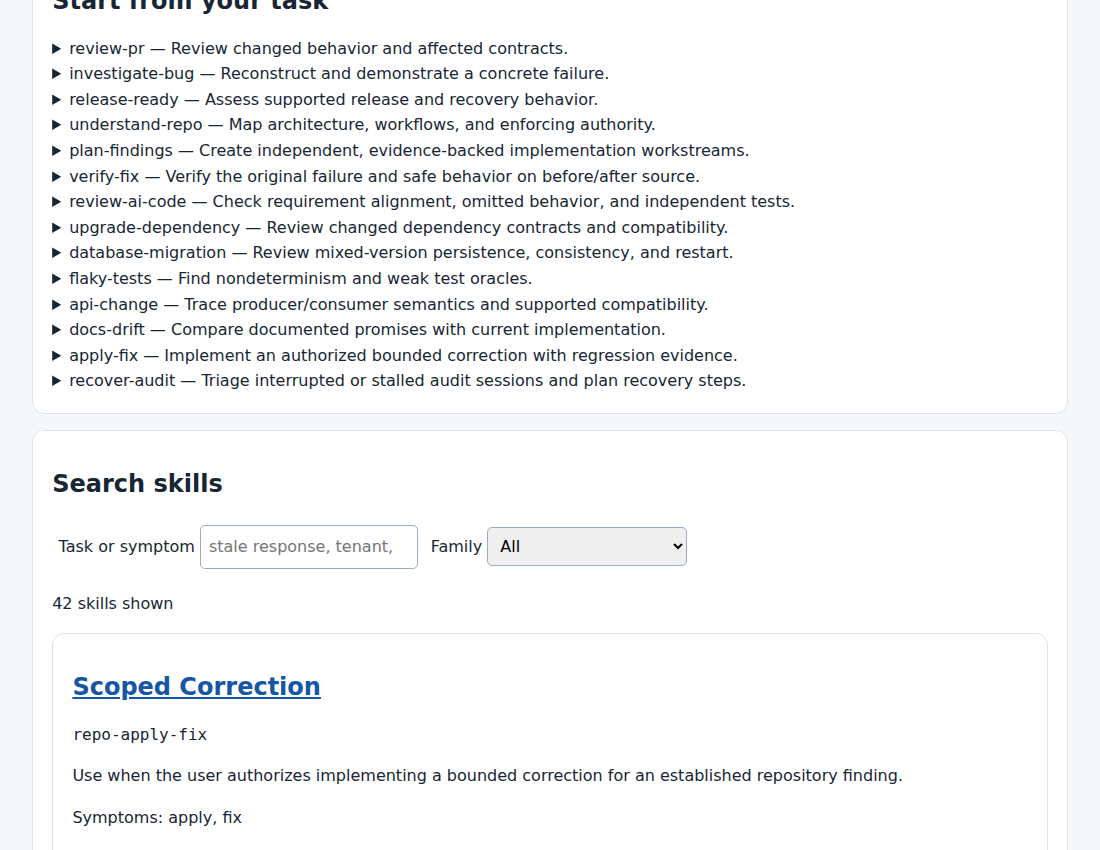 Start from your task
▶ review-pr — Review changed behavior and affected contracts.
▶ investigate-bug — Reconstruct and demonstrate a concrete failure.
▶ release-ready — Assess supported release and recovery behavior.
▶ understand-repo — Map architecture, workflows, and enforcing authority.
▶ plan-findings — Create independent, evidence-backed implementation workstreams.
▶ verify-fix — Verify the original failure and safe behavior on before/after source.
▶ review-ai-code — Check requirement alignment, omitted behavior, and independent tests.
▶ upgrade-dependency — Review changed dependency contracts and compatibility.
▶ database-migration — Review mixed-version persistence, consistency, and restart.
▶ flaky-tests — Find nondeterminism and weak test oracles.
▶ api-change — Trace producer/consumer semantics and supported compatibility.
▶ docs-drift — Compare documented promises with current implementation.
▶ apply-fix — Implement an authorized bounded correction with regression evidence.
▶ recover-audit — Triage interrupted or stalled audit sessions and plan recovery steps.
Search skills
Task or symptom stale response, tenant, Family All
42 skills shown
Scoped Correction
repo-apply-fix
Use when the user authorizes implementing a bounded correction for an established repository finding.
Symptoms: apply, fix